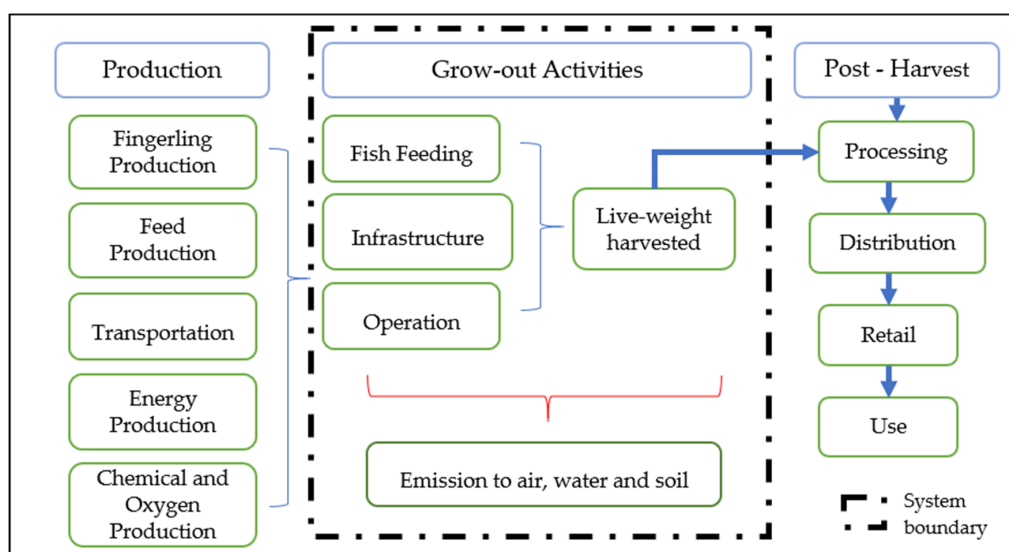 Production
Fingerling
Production
Feed
Production
Transportation
Energy
Production
Chemical and
Oxygen
Production
Grow-out Activities
Fish Feeding
Infrastructure
Operation
Live-weight
harvested
Emission to air, water and soil
Post - Harvest
Processing
Distribution
Retail
Use
System
boundary